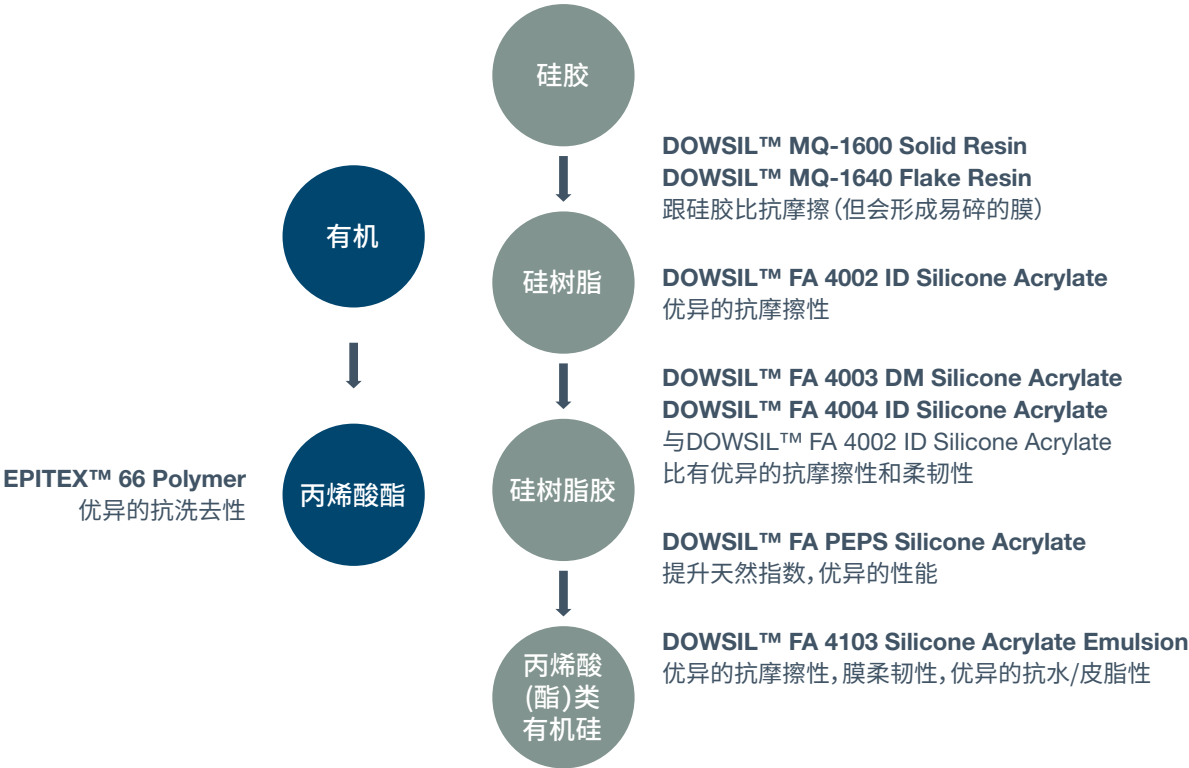 硅胶
DOWSIL™ MQ-1600 Solid Resin
DOWSIL™ MQ-1640 Flake Resin
跟硅胶比抗摩擦（但会形成易碎的膜）
有机
硅树脂
DOWSIL™ FA 4002 ID Silicone Acrylate
优异的抗摩擦性
DOWSIL™ FA 4003 DM Silicone Acrylate
DOWSIL™ FA 4004 ID Silicone Acrylate
与DOWSIL™ FA 4002 ID Silicone Acrylate
比有优异的抗摩擦性和柔韧性
EPITEX™ 66 Polymer
优异的抗洗去性
丙烯酸酯
硅树脂胶
DOWSIL™ FA PEPS Silicone Acrylate
提升天然指数，优异的性能
DOWSIL™ FA 4103 Silicone Acrylate Emulsion
优异的抗摩擦性，膜柔韧性，优异的抗水/皮脂性
丙烯酸
(酯)类
有机硅